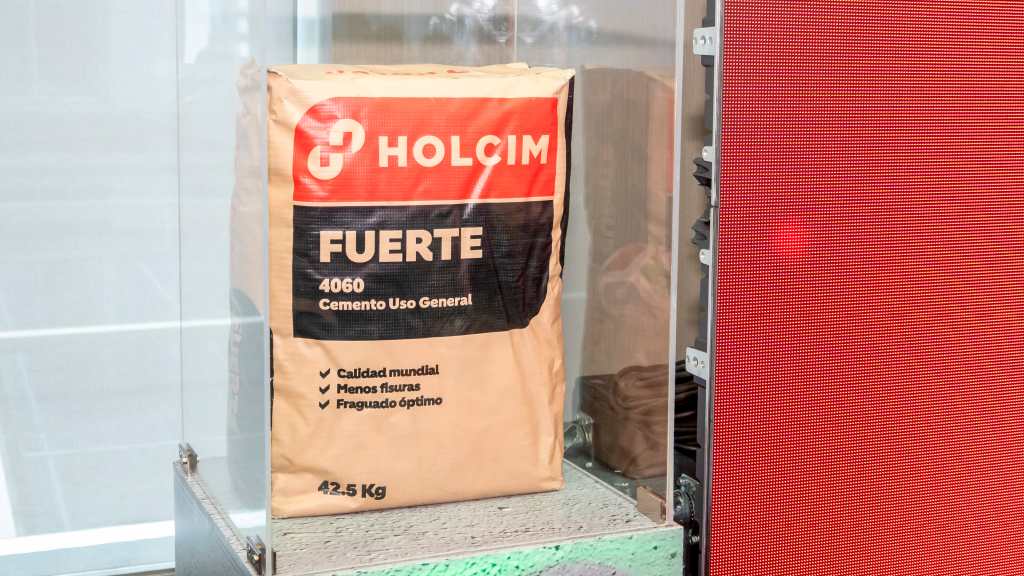 HOLCIM
FUERTE
4060
Cemento Uso General
Calidad mundial
Menos fisuras
Fraguado óptimo
42.5 Kg